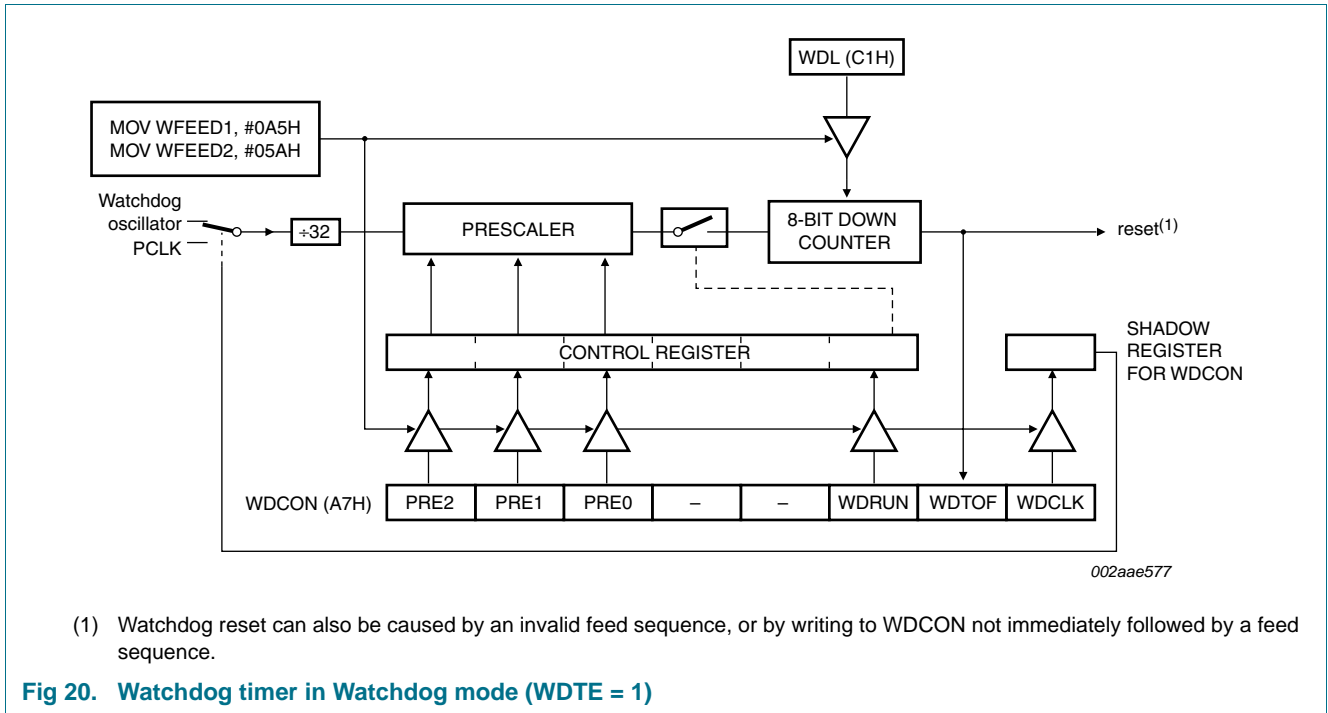 WDL (C1H)
MOV WFEED1, #0A5H
MOV WFEED2, #05AH
Watchdog
oscillator
PCLK
÷32
PRESCALER
8-BIT DOWN
COUNTER
reset(1)
CONTROL REGISTER
SHADOW
REGISTER
FOR WDCON
WDCON (A7H)
PRE2
PRE1
PRE0
–
–
WDRUN
WDTOF
WDCLK
002aae577
(1) Watchdog reset can also be caused by an invalid feed sequence, or by writing to WDCON not immediately followed by a feed
sequence.
Fig 20. Watchdog timer in Watchdog mode (WDTE = 1)